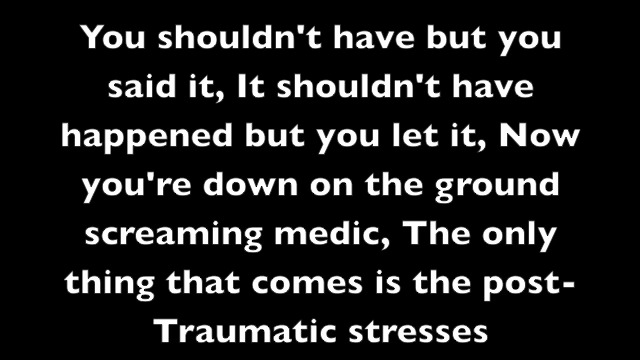 You shouldn't have but you
said it, It shouldn't have
happened but you let it, Now
you're down on the ground
screaming medic, The only
thing that comes is the post-
Traumatic stresses